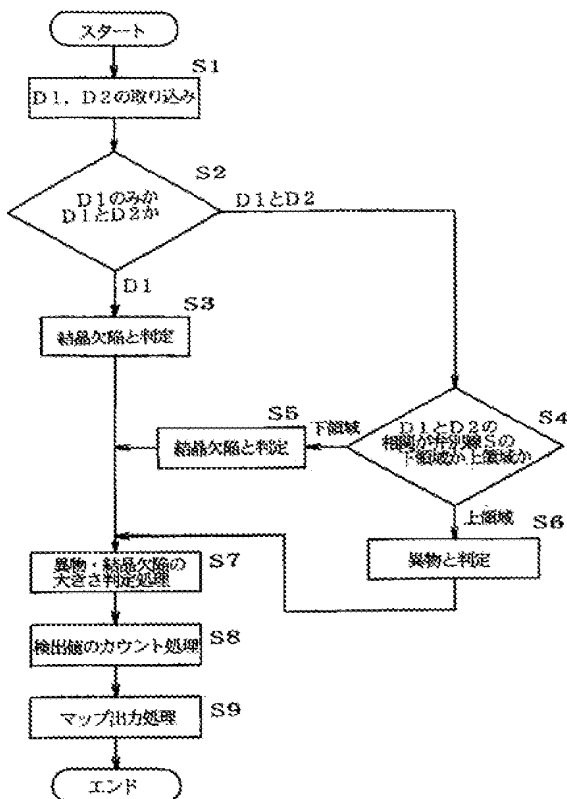 スタート
S1
D1，D2の取り込み
S2
D1のみか
D1とD2か
D1とD2
D1
S3
結晶欠陥と判定
S4
D1とD2の
相関が弁別線Sの
下領域か上領域か
S5
下領域
結晶欠陥と判定
上領域
S6
異物と判定
異物・結晶欠陥の
大きさ判定処理
S7
検出値のカウント処理
S8
マップ出力処理
S9
エンド